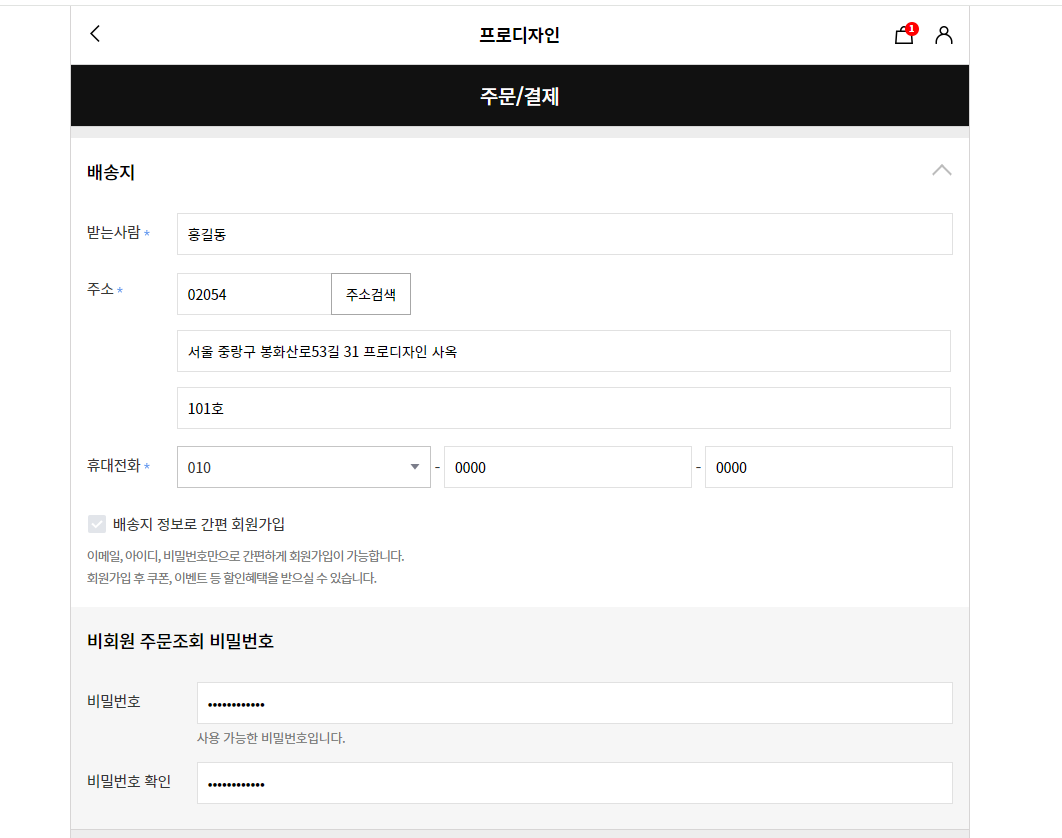 프로디자인
1
주문/결제
배송지
받는사람 *
홍길동
주소 *
02054
주소검색
서울 중랑구 봉화산로53길 31 프로디자인 사옥
101호
휴대전화 *
010 - 0000 - 0000
배송지 정보로 간편 회원가입
이메일, 아이디, 비밀번호만으로 간편하게 회원가입이 가능합니다.
회원가입 후 쿠폰, 이벤트 등 할인혜택을 받으실 수 있습니다.
비회원 주문조회 비밀번호
비밀번호
••••••••••••
사용 가능한 비밀번호입니다.
비밀번호 확인
••••••••••••